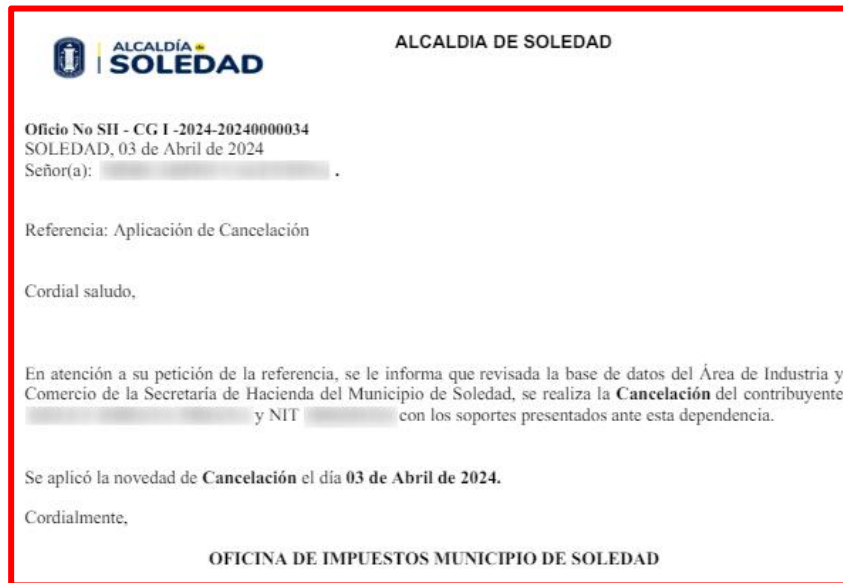 ALCALDÍA de
SOLEDAD
ALCALDIA DE SOLEDAD
Oficio No SH - CG I -2024-20240000034
SOLEDAD, 03 de Abril de 2024
Señor(a): .
Referencia: Aplicación de Cancelación
Cordial saludo,
En atención a su petición de la referencia, se le informa que revisada la base de datos del Área de Industria y
Comercio de la Secretaría de Hacienda del Municipio de Soledad, se realiza la Cancelación del contribuyente
y NIT con los soportes presentados ante esta dependencia.
Se aplicó la novedad de Cancelación el día 03 de Abril de 2024.
Cordialmente,
OFICINA DE IMPUESTOS MUNICIPIO DE SOLEDAD